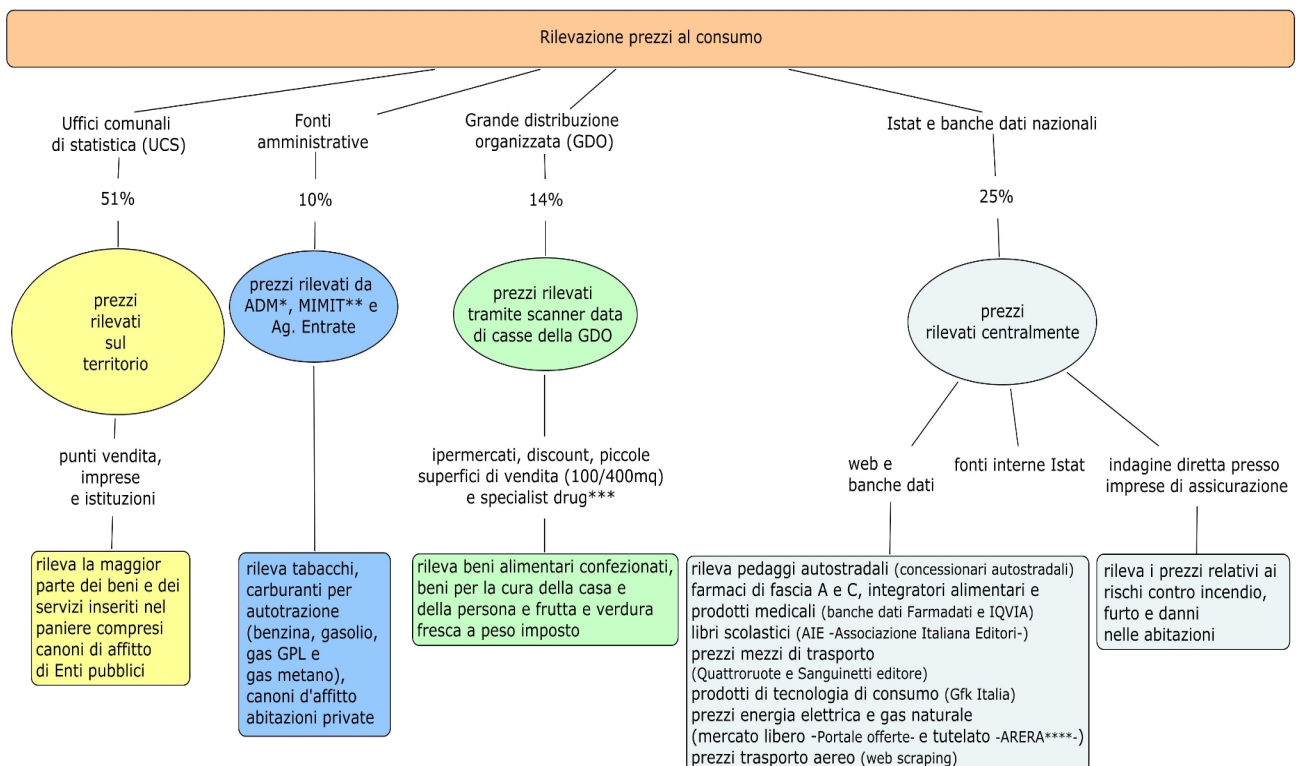 Rilevazione prezzi al consumo
Uffici comunali
di statistica (UCS)
51%
prezzi
rilevati
sul
territorio
punti vendita,
imprese
e istituzioni
rileva la maggior
parte dei beni e dei
servizi inseriti nel
paniere compresi
canoni di affitto
di Enti pubblici
Fonti
amministrative
10%
prezzi rilevati da
ADM*, MIMIT** e
Ag. Entrate
rileva tabacchi,
carburanti per
autotrazione
(benzina, gasolio,
gas GPL e
gas metano),
canoni d'affitto
abitazioni private
Grande distribuzione
organizzata (GDO)
14%
prezzi rilevati
tramite scanner data
di casse della GDO
ipermercati, discount, piccole
superfici di vendita (100/400mq)
e specialist drug***
rileva beni alimentari confezionati,
beni per la cura della casa e
della persona e frutta e verdura
fresca a peso imposto
Istat e banche dati nazionali
25%
prezzi
rilevati centralmente
web e
banche dati
rileva pedaggi autostradali (concessionari autostradali)
farmaci di fascia A e C, integratori alimentari e
prodotti medicali (banche dati Farmadati e IQVIA)
libri scolastici (AIE -Associazione Italiana Editori-)
prezzi mezzi di trasporto
(Quattroruote e Sanguinetti editore)
prodotti di tecnologia di consumo (Gfk Italia)
prezzi energia elettrica e gas naturale
(mercato libero -Portale offerte- e tutelato -ARERA****-)
prezzi trasporto aereo (web scraping)
fonti interne Istat
indagine diretta presso
imprese di assicurazione
rileva i prezzi relativi ai
rischi contro incendio,
furto e danni
nelle abitazioni